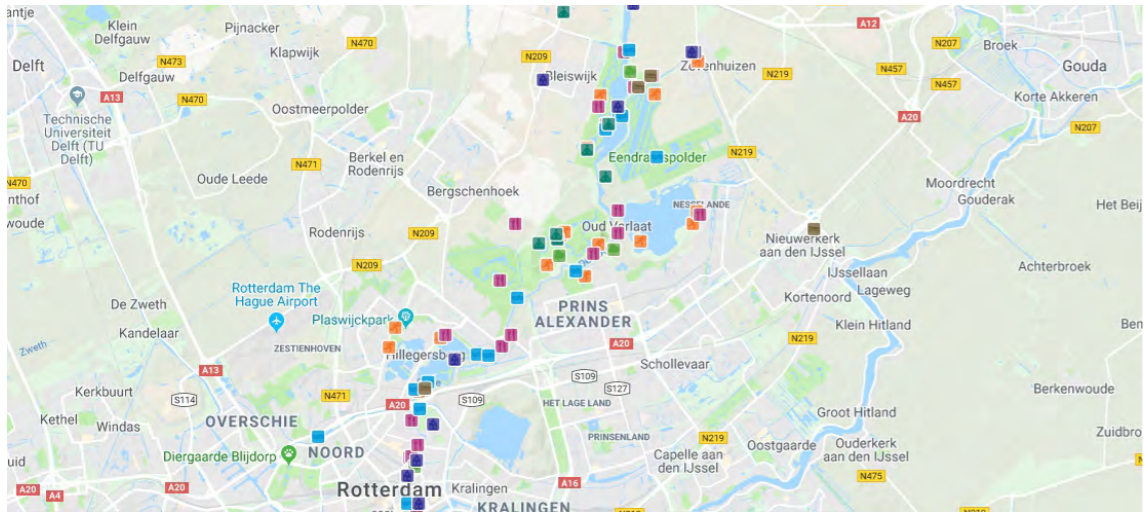 antje
Klein
Delfgauw
Pijnacker
N470
Klapwijk
A12
N207
Broek
Delft
N473
Delfgauw
A13
N209
Bleiswijk
Zevenhuizen
N219
N457
Gouda
N470
Oostmeerpolder
N457
Korte Akkeren
Technische
Universiteit
Delft (TU
Delft)
A20
N207
N471
Berkel en
Rodenrijs
Eendragtspolder
N219
N470
Oude Leede
Bergschenhoek
Moordrecht
Gouderak
nthof
woude
NESSELANDE
Het Beij
Rodenrijs
N209
Oud Verlaat
Nieuwerkerk
aan den IJssel
N209
IJssellaan
Lageweg
Achterbroek
Rotterdam The
Hague Airport
De Zweth
Plaswijckpark
PRINS
ALEXANDER
Kortenoord
Kandelaar
Klein Hitland
Zweth
ZESTIENHOVEN
Hillegersberg
A20
N219
Schollevaar
A13
S109
Kerkbuurt
S114
N471
S127
Berkenwoude
A20
S109
HET LAGE LAND
Groot Hitland
Kethel
Windas
OVERSCHIE
PRINSENLAND
N219
Oostgaarde
Ouderkerk
aan den IJssel
Zuidbro
uid
Diergaarde Blijdorp
NOORD
Capelle aan
den IJssel
N475
A20
A4
A20
Rotterdam
Kralingen
A16
A12
KRALINGEN